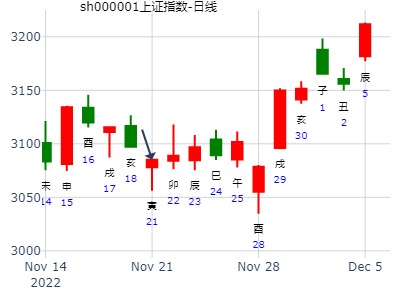 sh000001上证指数-日线
3200
3150
3100
3050
3000
未
14
申
15
酉
16
戌
17
亥
18
寅
21
卯
22
辰
23
巳
24
午
25
酉
28
戌
29
亥
30
子
1
丑
2
辰
5
Nov 14
2022
Nov 21
Nov 28
Dec 5